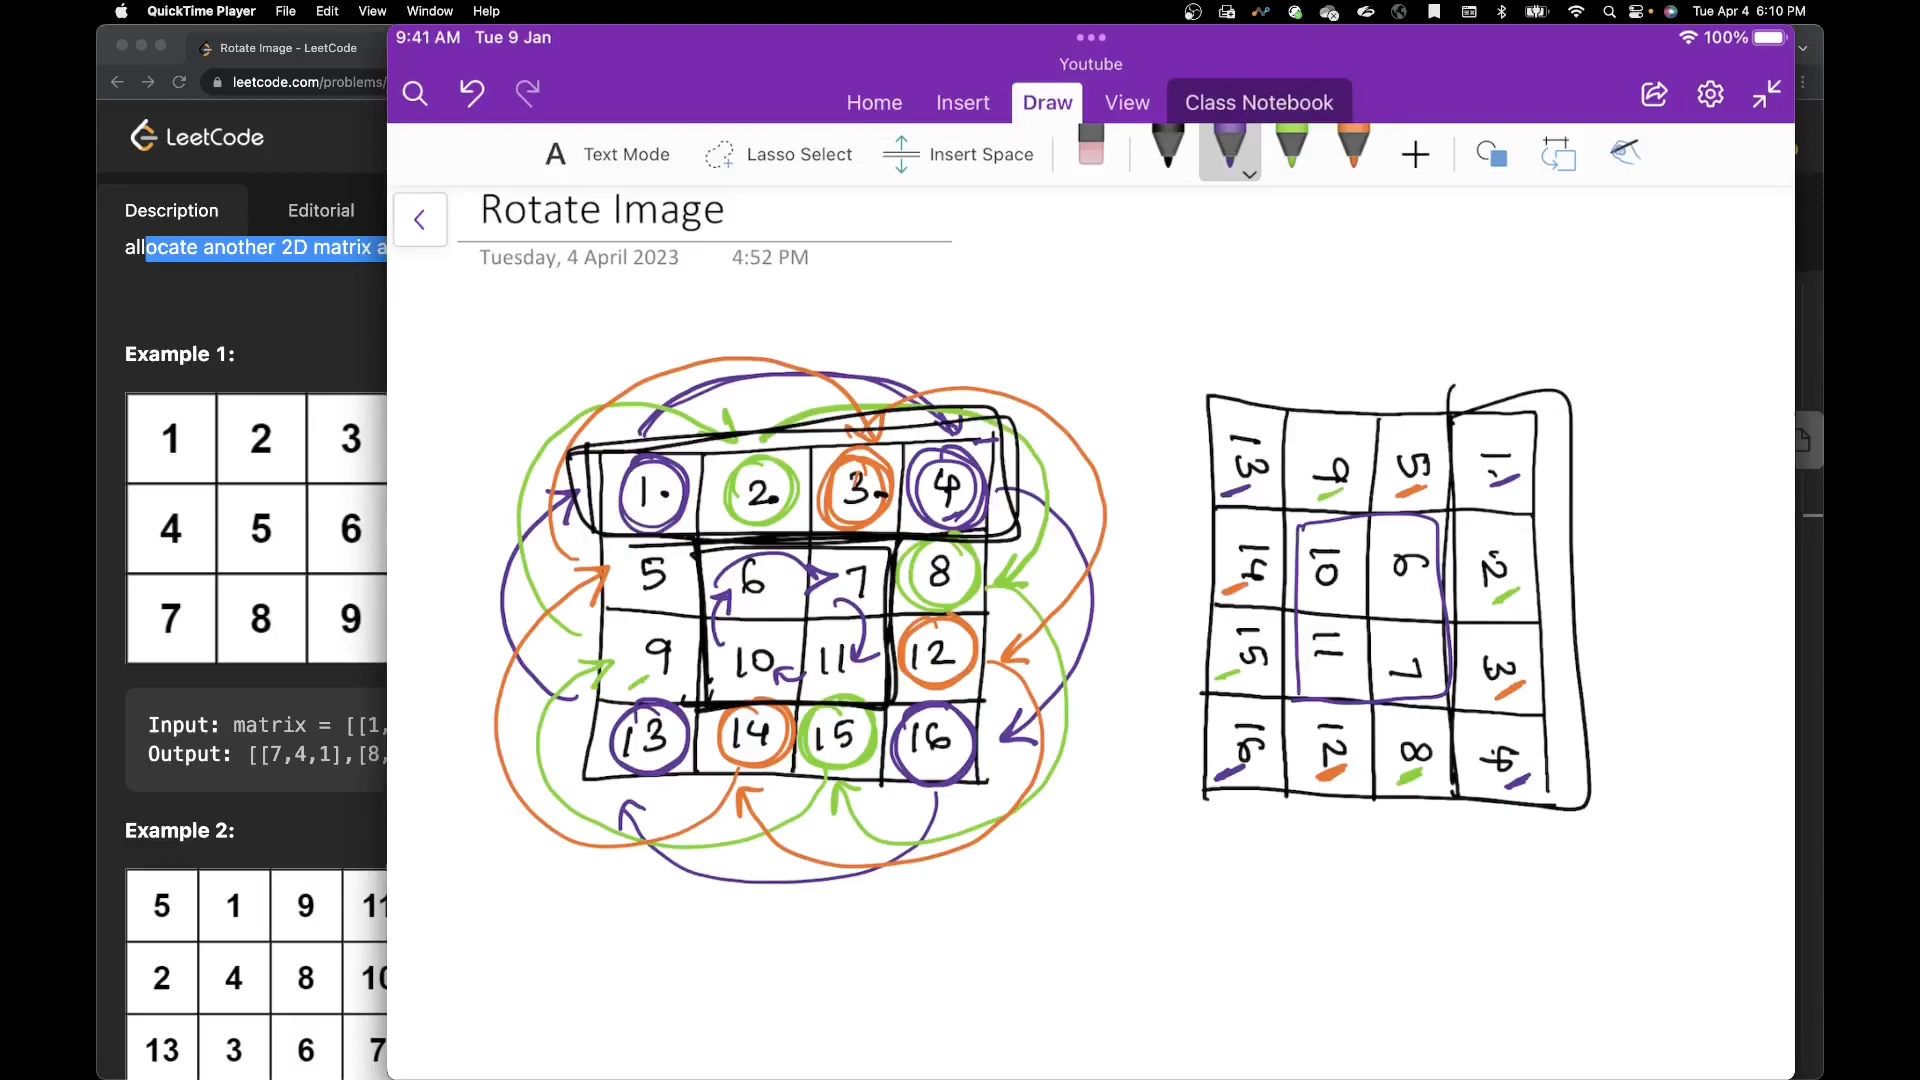 QuickTime Player File Edit View Window Help Tue Apr 4 6:10 PM
Rotate Image - LeetCode
leetcode.com/problems/
LeetCode
Description Editorial
allocate another 2D matrix a
Example 1:
1 2 3
4 5 6
7 8 9
Input: matrix = [[1,
Output: [[7,4,1],[8,
Example 2:
5 1 9 11
2 4 8 10
13 3 6 7
9:41 AM Tue 9 Jan 100%
Youtube
Home Insert Draw View Class Notebook
A Text Mode Lasso Select Insert Space
Rotate Image
Tuesday, 4 April 2023 4:52 PM
1. 2. 3. 4
5 6 7 8
9 10 11 12
13 14 15 16
13 9 5 1
14 10 6 2
15 11 7 3
16 12 8 4